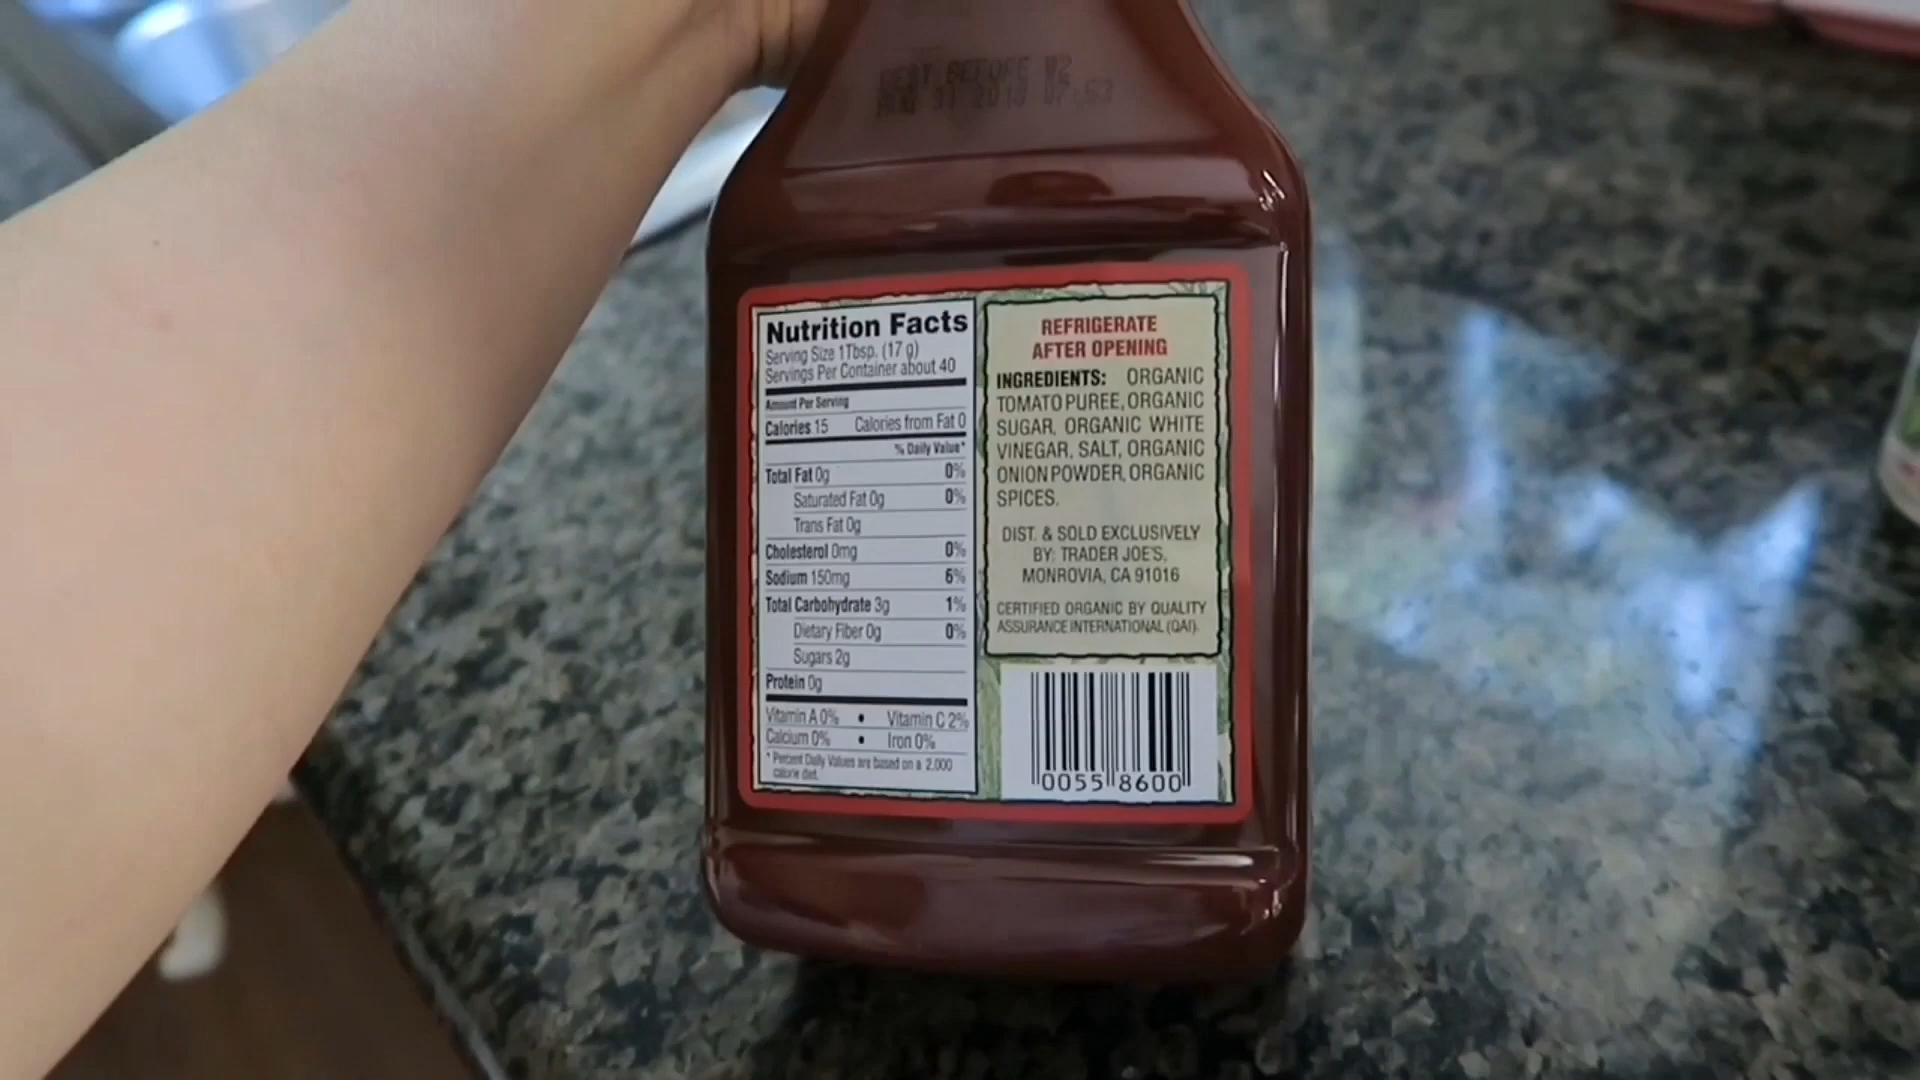 BEST BEFORE
Nutrition Facts
Serving Size 1Tbsp. (17 g)
Servings Per Container about 40
Amount Per Serving
Calories 15 Calories from Fat 0
% Daily Value*
Total Fat 0g 0%
Saturated Fat 0g 0%
Trans Fat 0g
Cholesterol 0mg 0%
Sodium 150mg 6%
Total Carbohydrate 3g 1%
Dietary Fiber 0g 0%
Sugars 2g
Protein 0g
Vitamin A 0% • Vitamin C 2%
Calcium 0% • Iron 0%
* Percent Daily Values are based on a 2,000
calorie diet.
REFRIGERATE
AFTER OPENING
INGREDIENTS: ORGANIC
TOMATO PUREE, ORGANIC
SUGAR, ORGANIC WHITE
VINEGAR, SALT, ORGANIC
ONION POWDER, ORGANIC
SPICES.
DIST. & SOLD EXCLUSIVELY
BY: TRADER JOE'S,
MONROVIA, CA 91016
CERTIFIED ORGANIC BY QUALITY
ASSURANCE INTERNATIONAL (QAI).
0055 8600